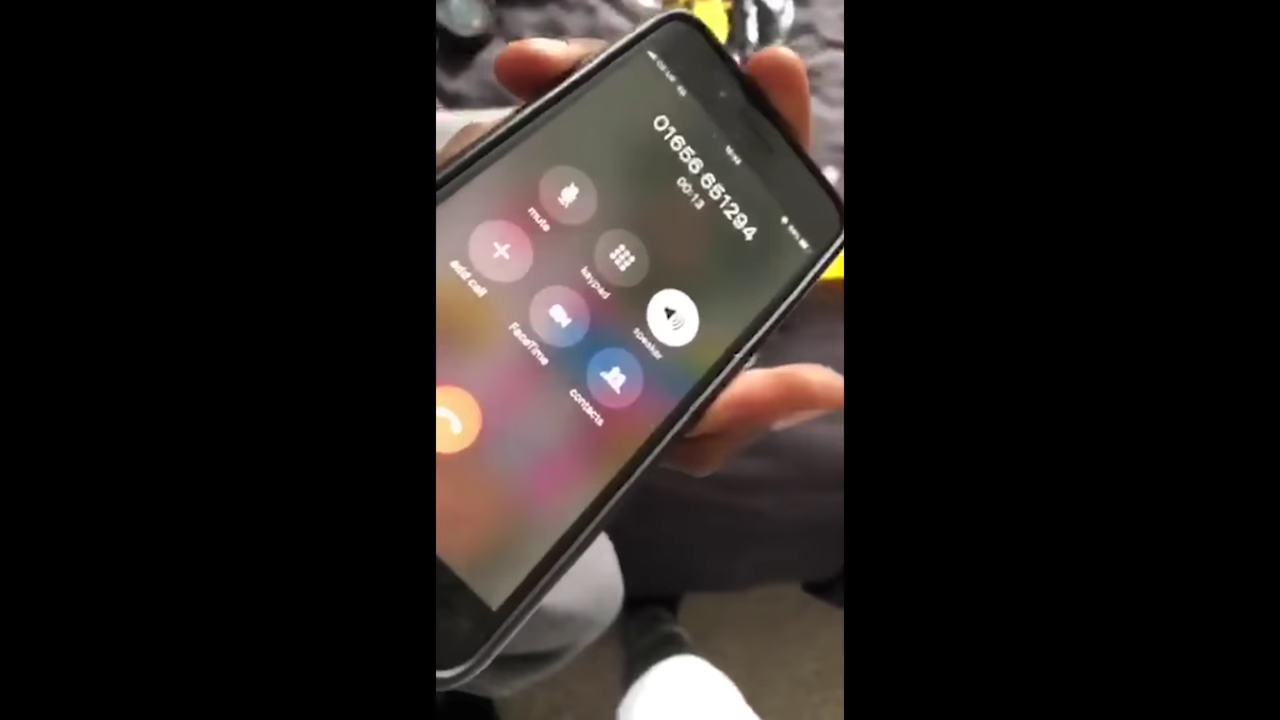 01656 651294
00:13
mute
keypad
speaker
add call
FaceTime
contacts